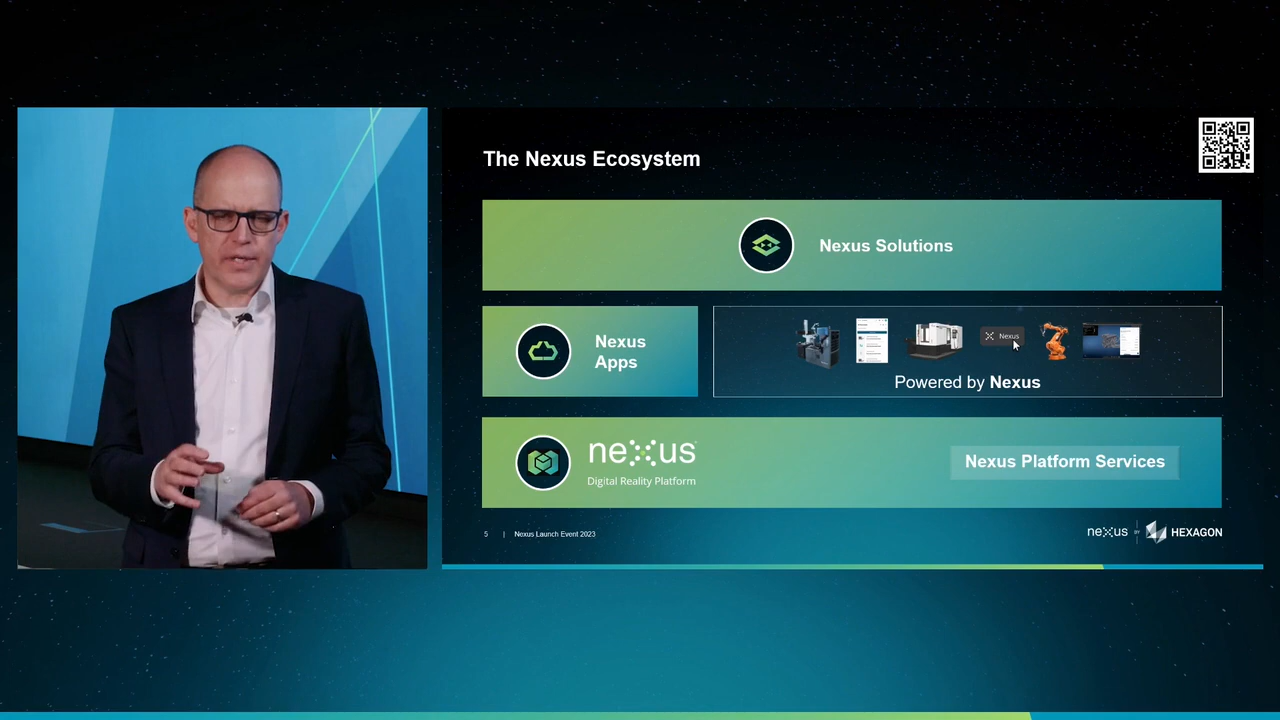 The Nexus Ecosystem
Nexus Solutions
Nexus
Apps
Nexus
Powered by Nexus
nexus
Digital Reality Platform
Nexus Platform Services
5 | Nexus Launch Event 2023
nexus BY HEXAGON